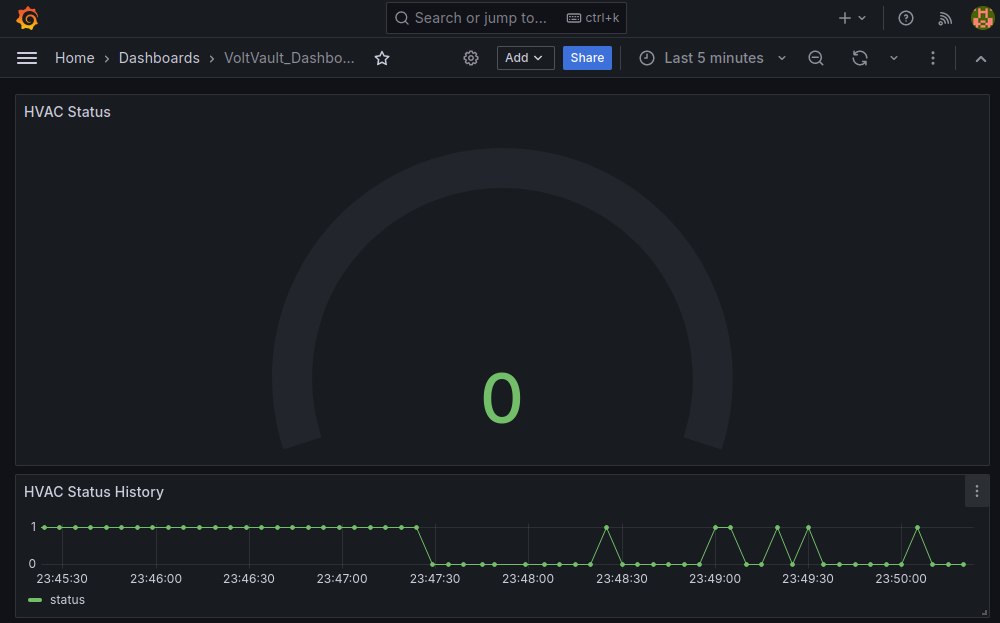 Search or jump to... ctrl+k
Home › Dashboards › VoltVault_Dashbo... Add Share Last 5 minutes
HVAC Status
0
HVAC Status History
1
0
23:45:30 23:46:00 23:46:30 23:47:00 23:47:30 23:48:00 23:48:30 23:49:00 23:49:30 23:50:00
status